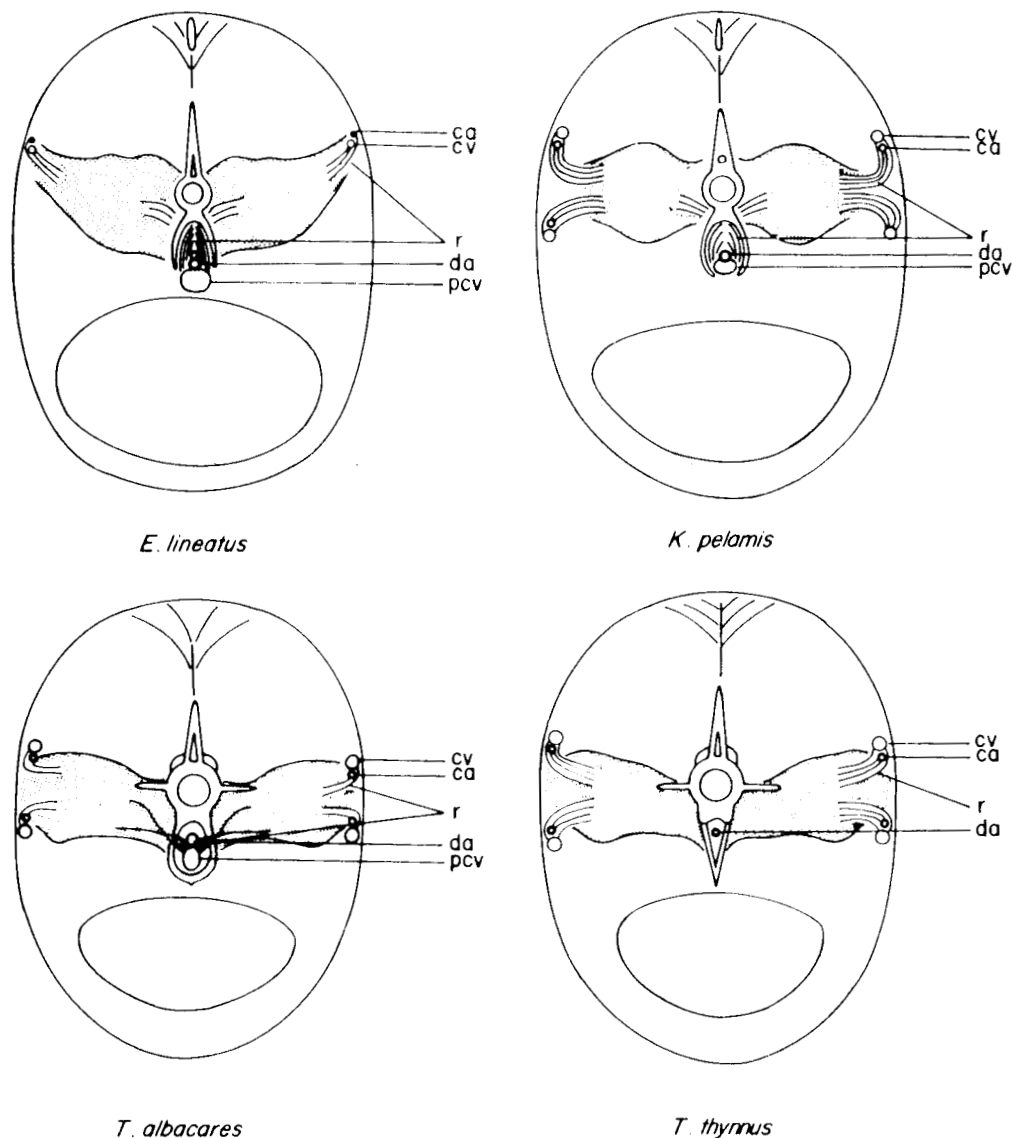 ca
cv
r
da
pcv
E. lineatus
cv
ca
r
da
pcv
K. pelamis
cv
ca
r
da
pcv
T. albacares
cv
ca
r
da
T. thynnus